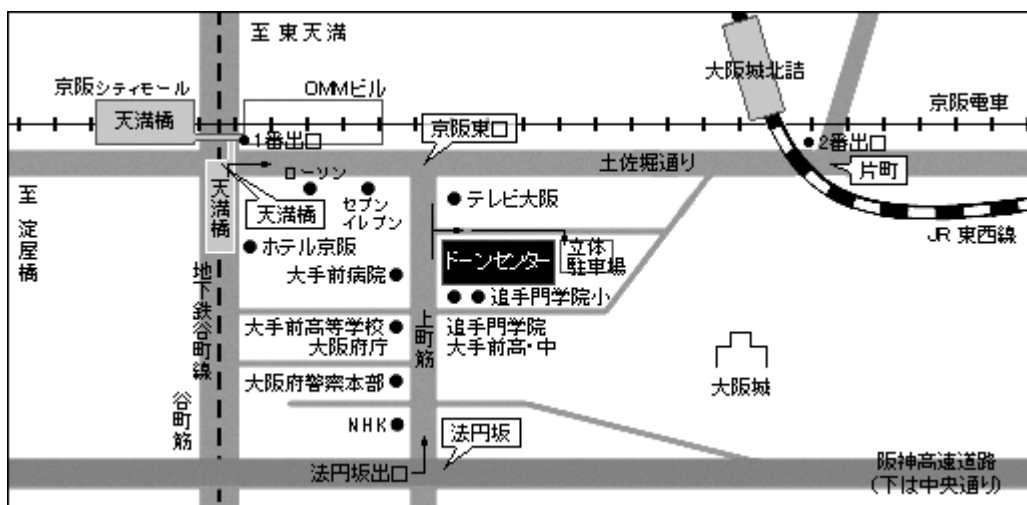 至 東天満
京阪シティモール
OMMビル
大阪城北詰
京阪電車
天満橋
1番出口
京阪東口
2番出口
土佐堀通り
片町
至 淀屋橋
天満橋
ローソン
セブン
イレブン
天満橋
テレビ大阪
ホテル京阪
立体
駐車場
ドーンセンター
JR 東西線
大手前病院
追手門学院小
地下鉄谷町線
上町筋
大手前高等学校
大阪府庁
追手門学院
大手前高・中
大阪府警察本部
大阪城
谷町筋
NHK
法円坂
法円坂出口
阪神高速道路
(下は中央通り)